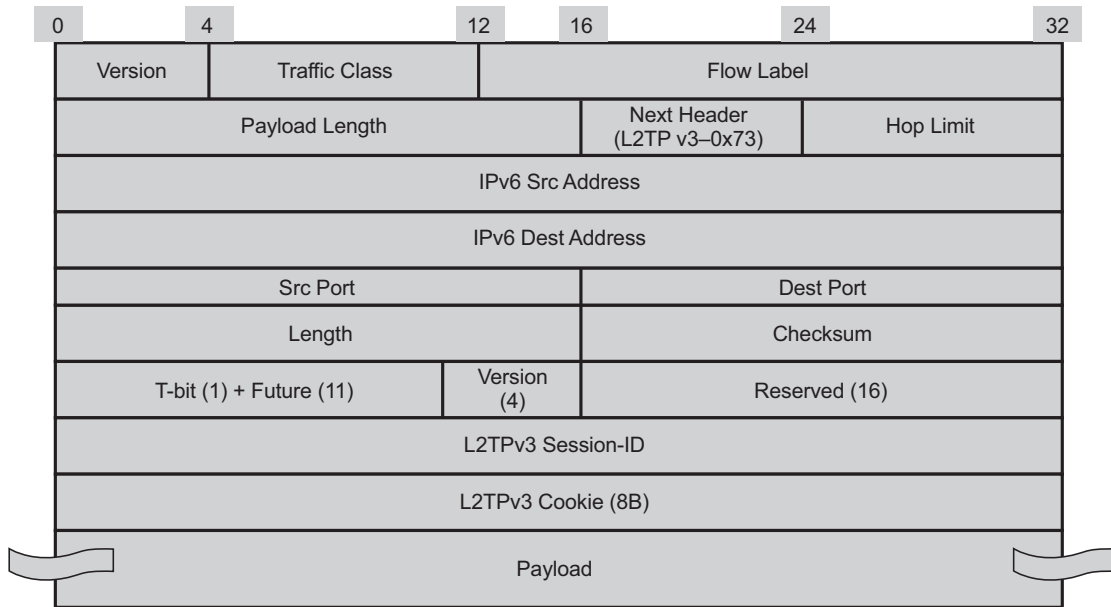 0 4 12 16 24 32
Version Traffic Class Flow Label
Payload Length Next Header
(L2TP v3–0x73) Hop Limit
IPv6 Src Address
IPv6 Dest Address
Src Port Dest Port
Length Checksum
T-bit (1) + Future (11) Version
(4) Reserved (16)
L2TPv3 Session-ID
L2TPv3 Cookie (8B)
Payload